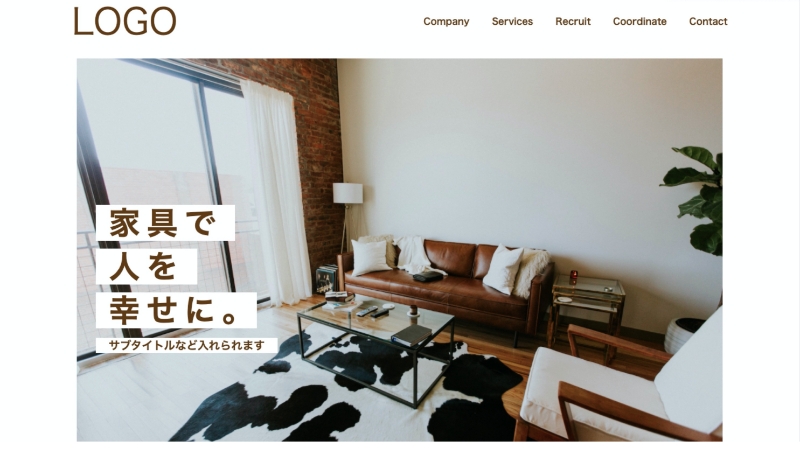 LOGO
Company Services Recruit Coordinate Contact
家具で
人を
幸せに。
サブタイトルなど入れられます